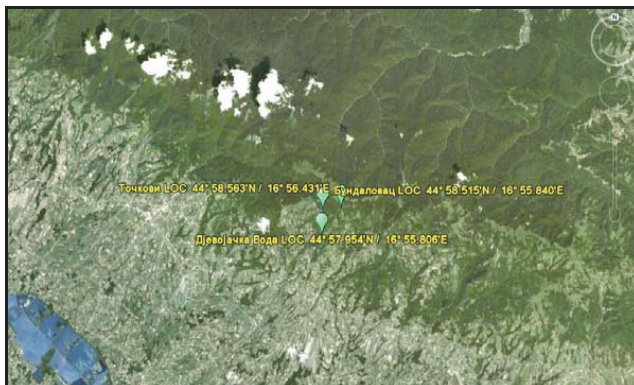 N
Точкови LOC 44° 58.563'N / 16° 56.431'E Бундаловац LOC 44° 58.515'N / 16° 55.840'E
Дјевојачка Вода LOC 44° 57.954'N / 16° 55.806'E